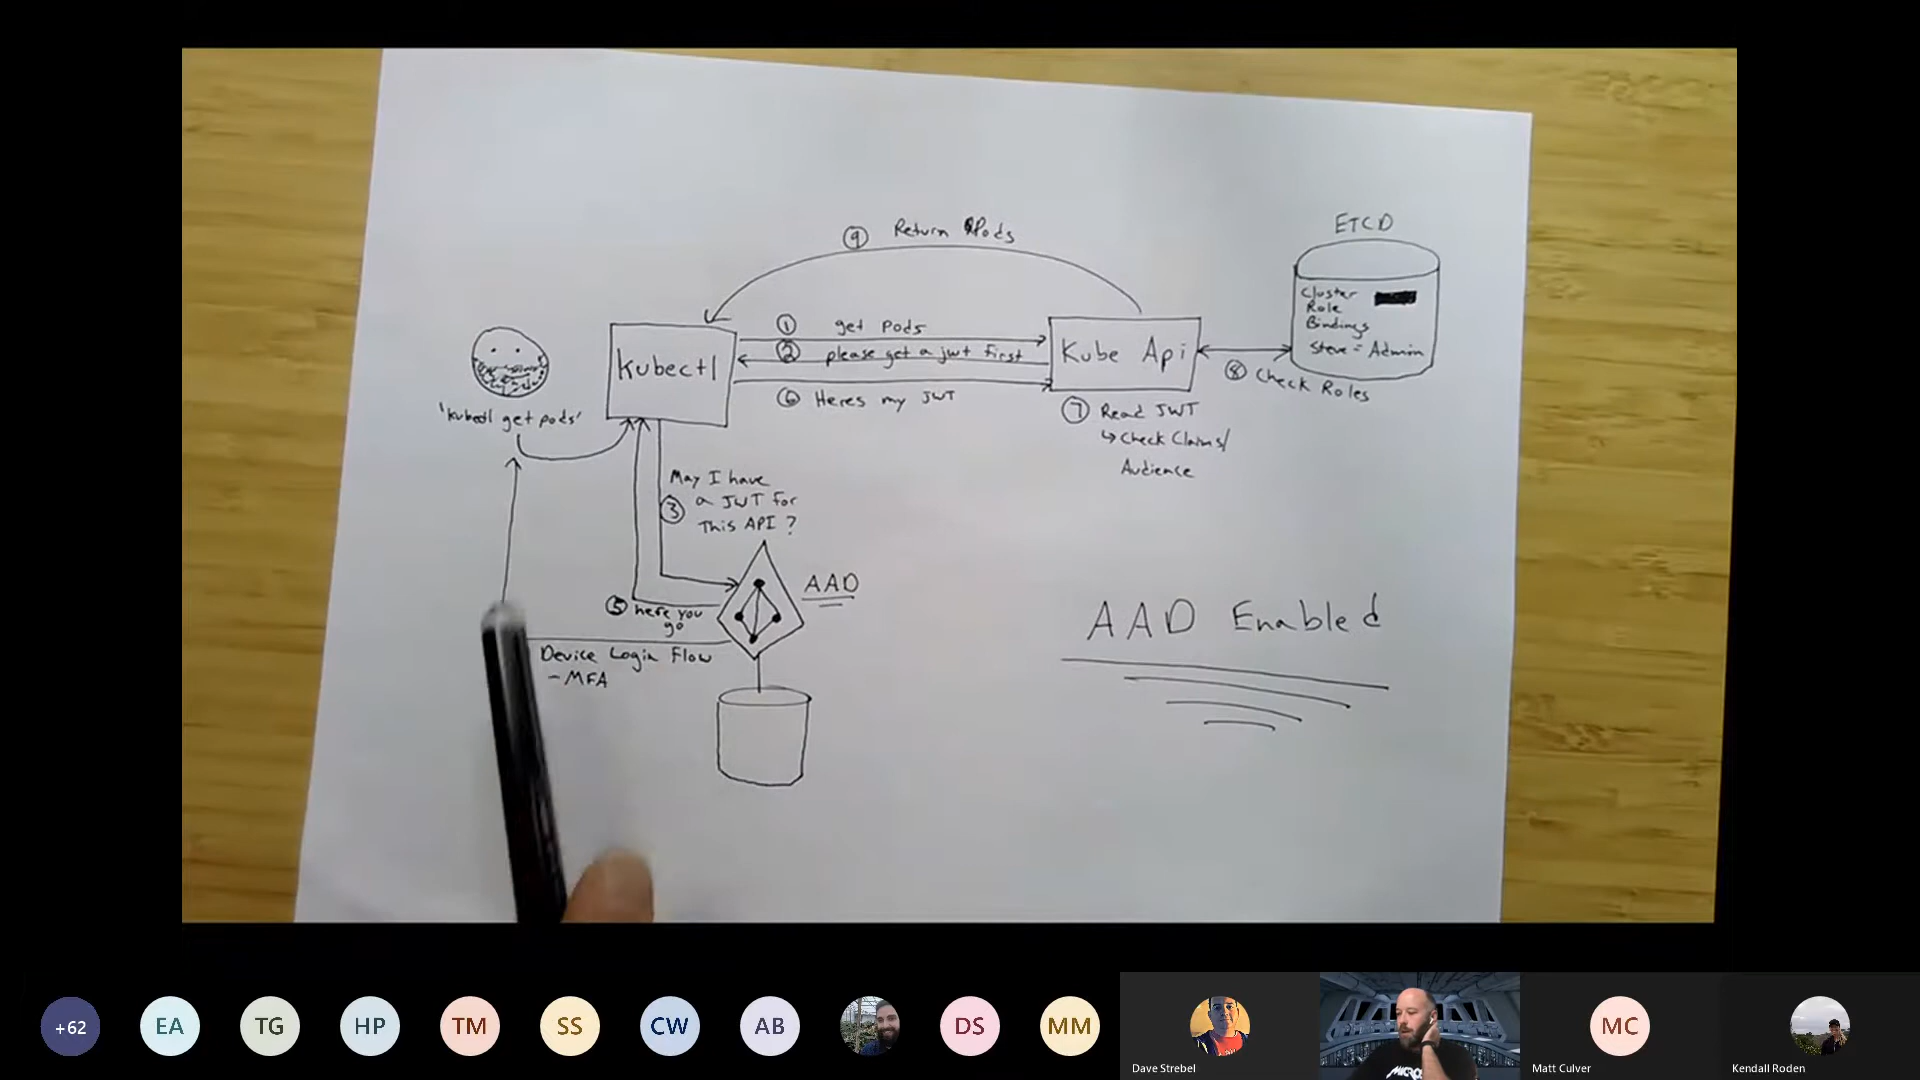 ETCD
⑨ Return Pods
Cluster
Role
Bindings
Steve = Admin
① get pods
② please get a jwt first
⑥ Heres my JWT
Kubectl
Kube Api
⑧ Check Roles
'kubectl get pods'
⑦ Read JWT
↳ Check Claims/
Audience
May I have
③ a JWT for
This API ?
AAD
⑤ here you
go
Device Login Flow
- MFA
AAD Enabled
+62
EA
TG
HP
TM
SS
CW
AB
DS
MM
MC
Dave Strebel
Matt Culver
Kendall Roden